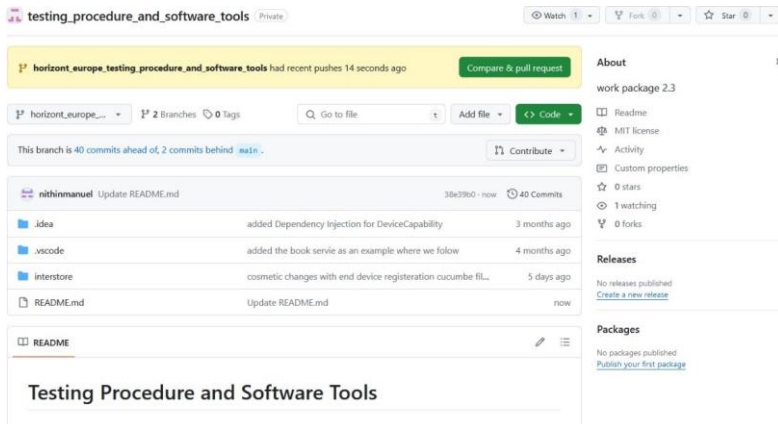 testing_procedure_and_software_tools Private
Watch 1 Fork 0 Star 0
horizont_europe_testing_procedure_and_software_tools had recent pushes 14 seconds ago Compare & pull request
horizont_europe_... 2 Branches 0 Tags Go to file t Add file Code
This branch is 40 commits ahead of, 2 commits behind main . Contribute
nithinmanuel Update README.md 38e39b0 · now 40 Commits
.idea added Dependency Injection for DeviceCapability 3 months ago
.vscode added the book servie as an example where we folow 4 months ago
interstore cosmetic changes with end device registeration cucumbe fil... 5 days ago
README.md Update README.md now
README
Testing Procedure and Software Tools
About
work package 2.3
Readme
MIT license
Activity
Custom properties
0 stars
1 watching
0 forks
Releases
No releases published
Create a new release
Packages
No packages published
Publish your first package